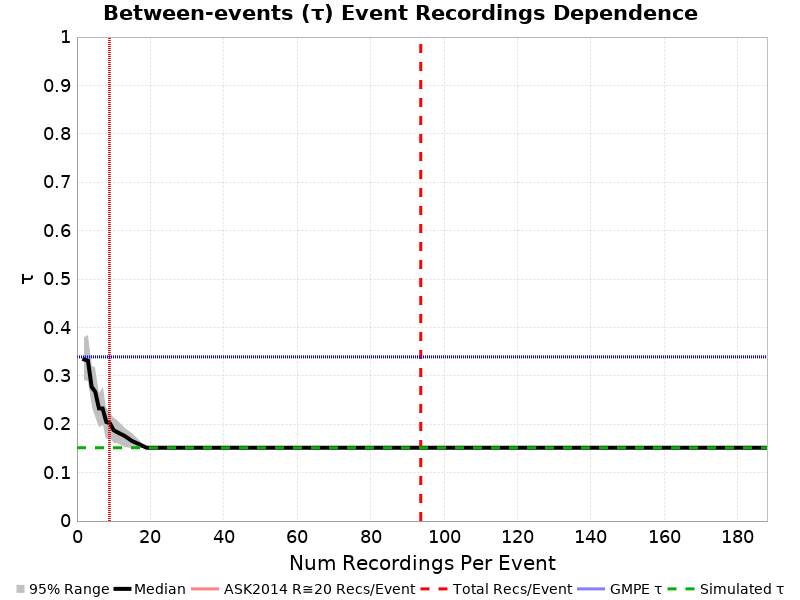 Between-events (τ) Event Recordings Dependence
1
0.9
0.8
0.7
0.6
0.5
0.4
0.3
0.2
0.1
0
τ
0 20 40 60 80 100 120 140 160 180
Num Recordings Per Event
95% Range Median ASK2014 R≅20 Recs/Event Total Recs/Event GMPE τ Simulated τ